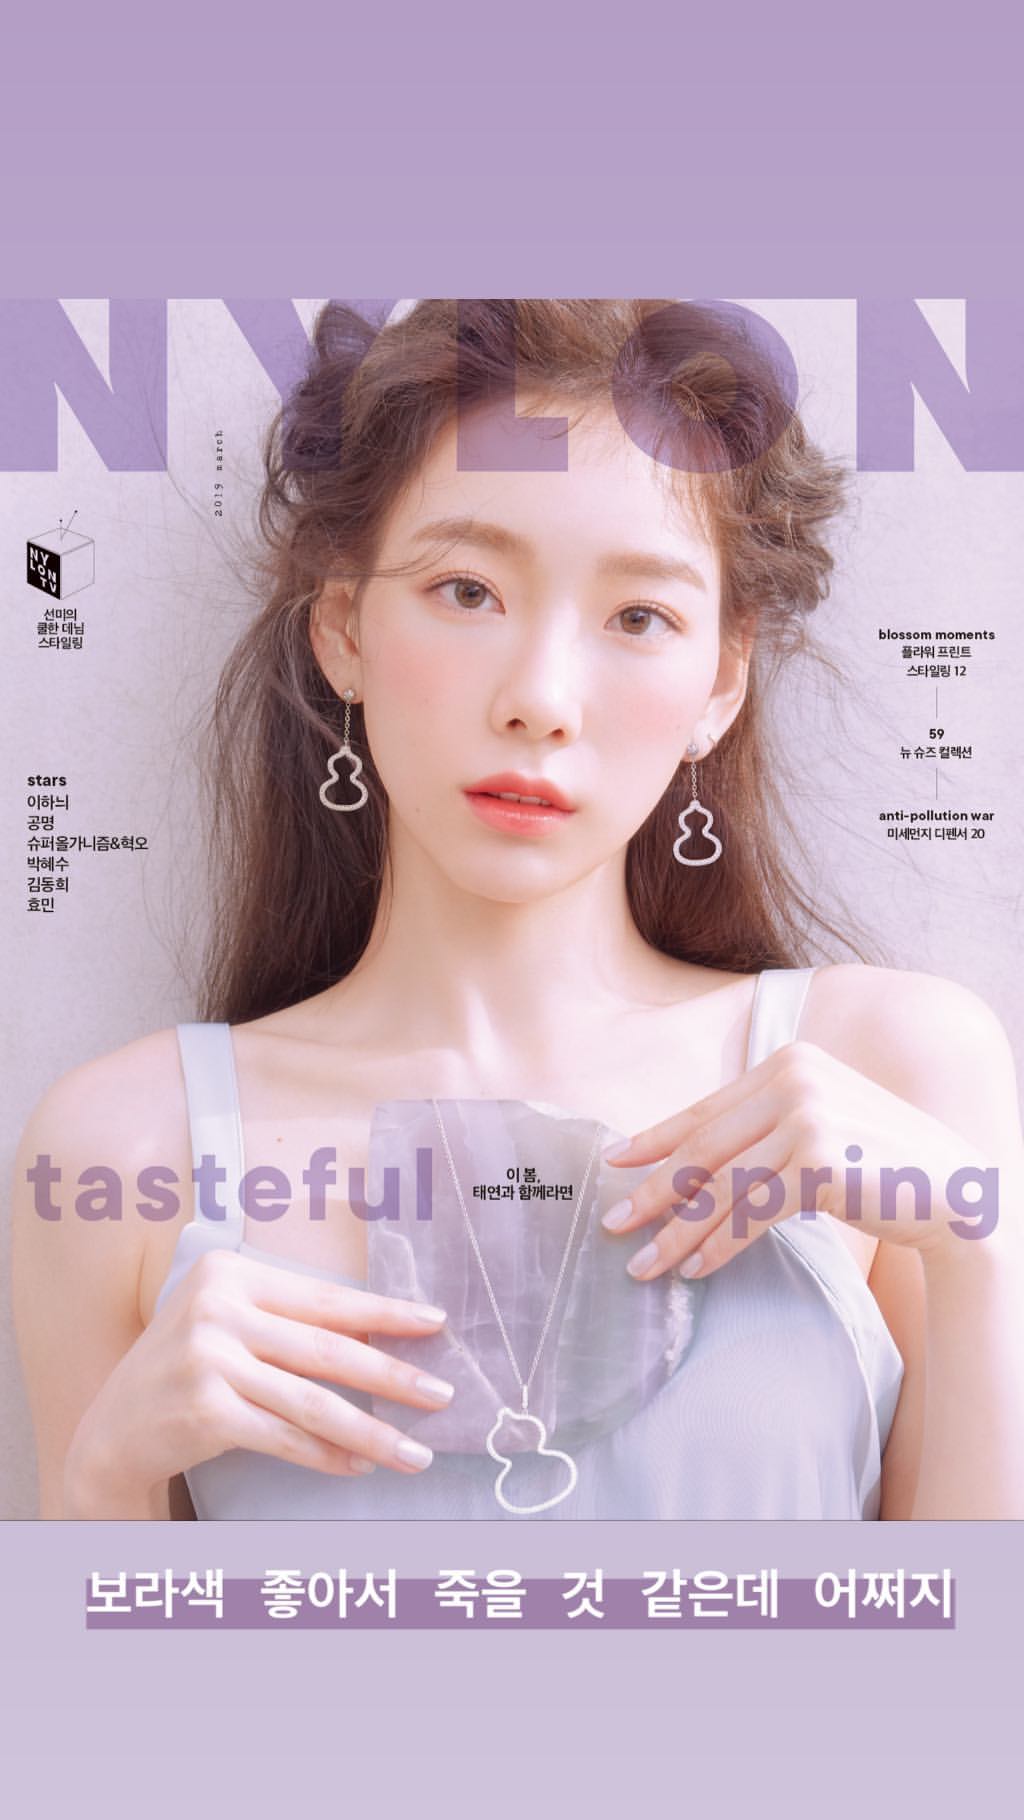 NYLON
2019 march
NY
LON
TV
선미의
쿨한 데님
스타일링
stars
이하늬
공명
슈퍼올가니즘&혁오
박혜수
김동희
효민
blossom moments
플라워 프린트
스타일링 12
59
뉴 슈즈 컬렉션
anti-pollution war
미세먼지 디펜서 20
tasteful spring
이 봄,
태연과 함께라면
보라색 좋아서 죽을 것 같은데 어쩌지